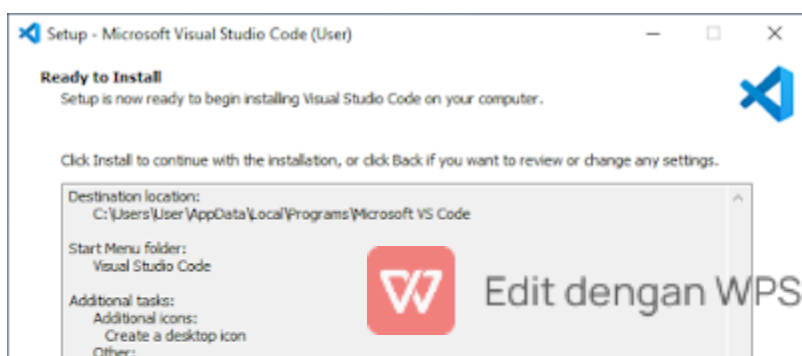 Setup - Microsoft Visual Studio Code (User)
Ready to Install
Setup is now ready to begin installing Visual Studio Code on your computer.
Click Install to continue with the installation, or click Back if you want to review or change any settings.
Destination location:
C:\Users\User\AppData\Local\Programs\Microsoft VS Code
Start Menu folder:
Visual Studio Code
Edit dengan WPS
Additional tasks:
Additional icons:
Create a desktop icon
Other: